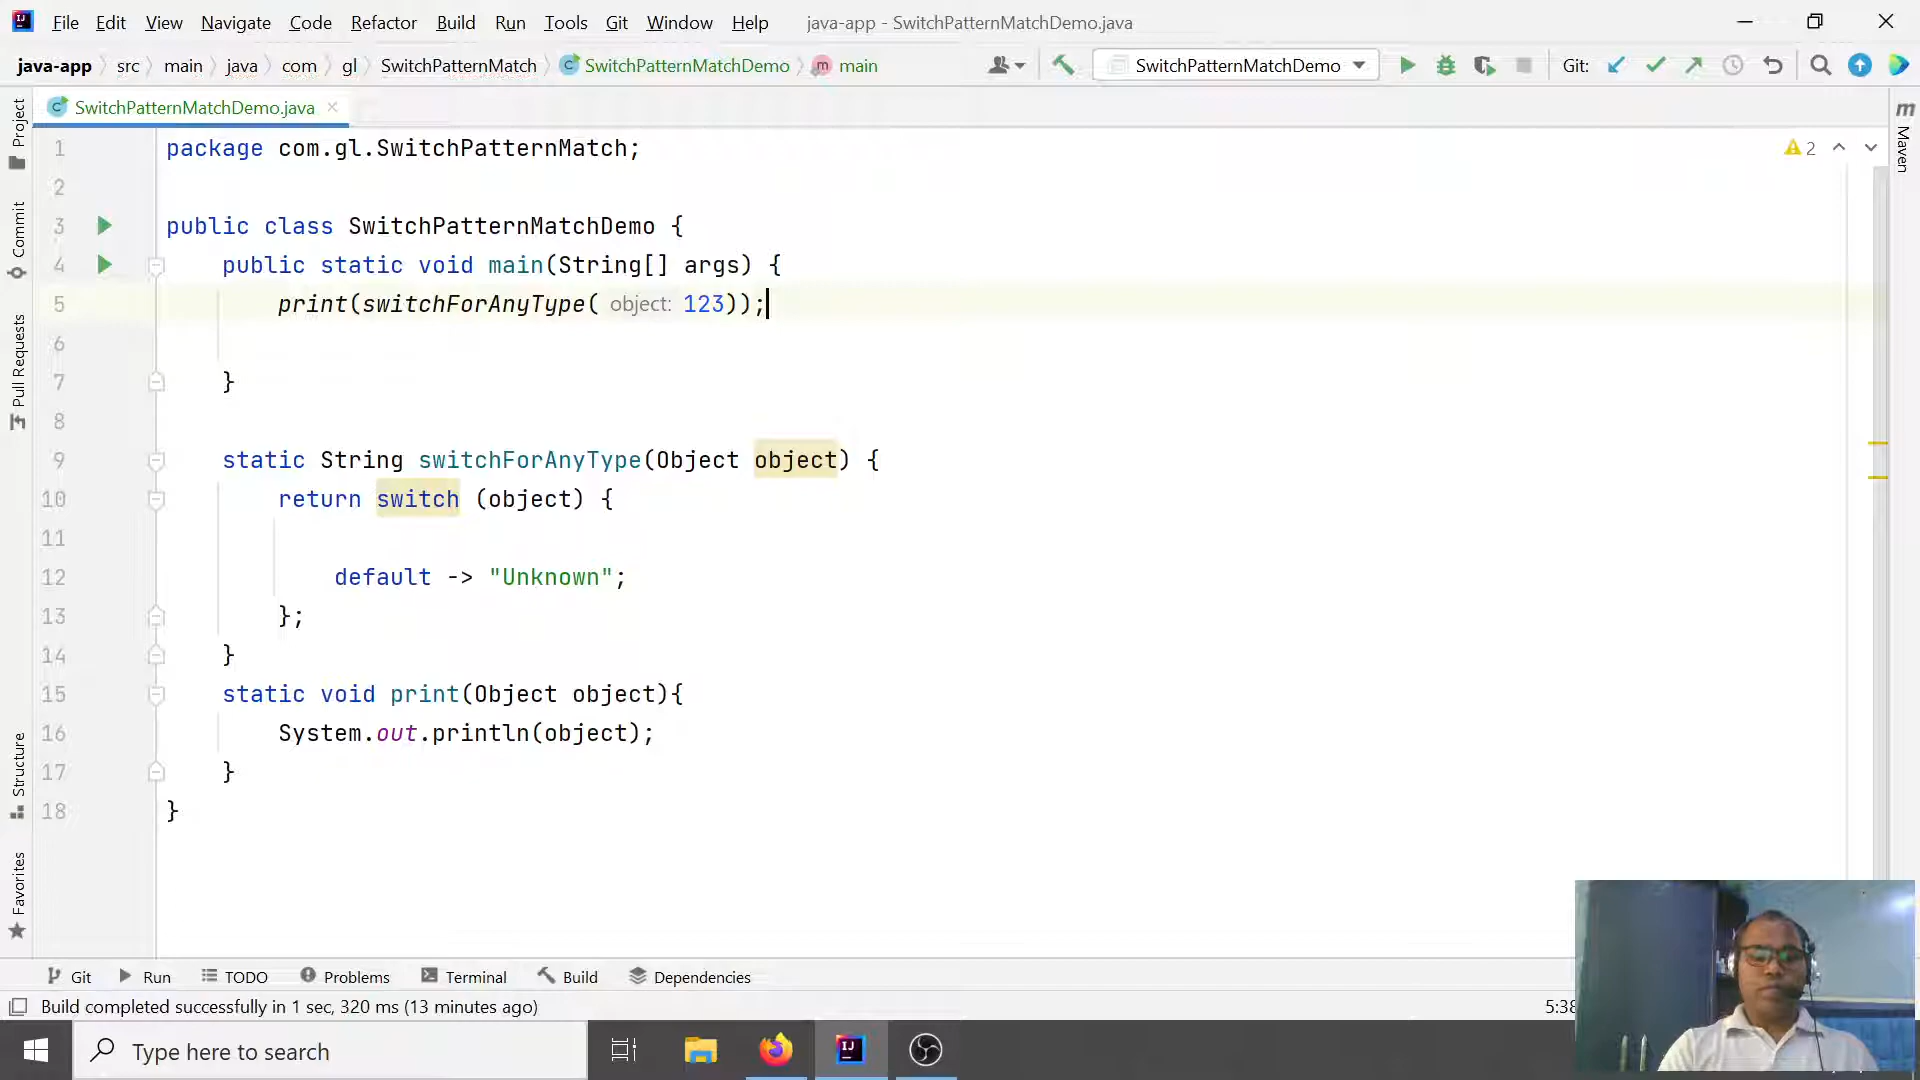 File Edit View Navigate Code Refactor Build Run Tools Git Window Help java-app - SwitchPatternMatchDemo.java
java-app src main java com gl SwitchPatternMatch SwitchPatternMatchDemo main SwitchPatternMatchDemo Git:
SwitchPatternMatchDemo.java
Project
Commit
Pull Requests
Structure
Favorites
1 package com.gl.SwitchPatternMatch;
2
3 public class SwitchPatternMatchDemo {
4 public static void main(String[] args) {
5 print(switchForAnyType( object: 123));
6
7 }
8
9 static String switchForAnyType(Object object) {
10 return switch (object) {
11
12 default -> "Unknown";
13 };
14 }
15 static void print(Object object){
16 System.out.println(object);
17 }
18 }
2
m
Maven
Git Run TODO Problems Terminal Build Dependencies
Build completed successfully in 1 sec, 320 ms (13 minutes ago) 5:38
Type here to search